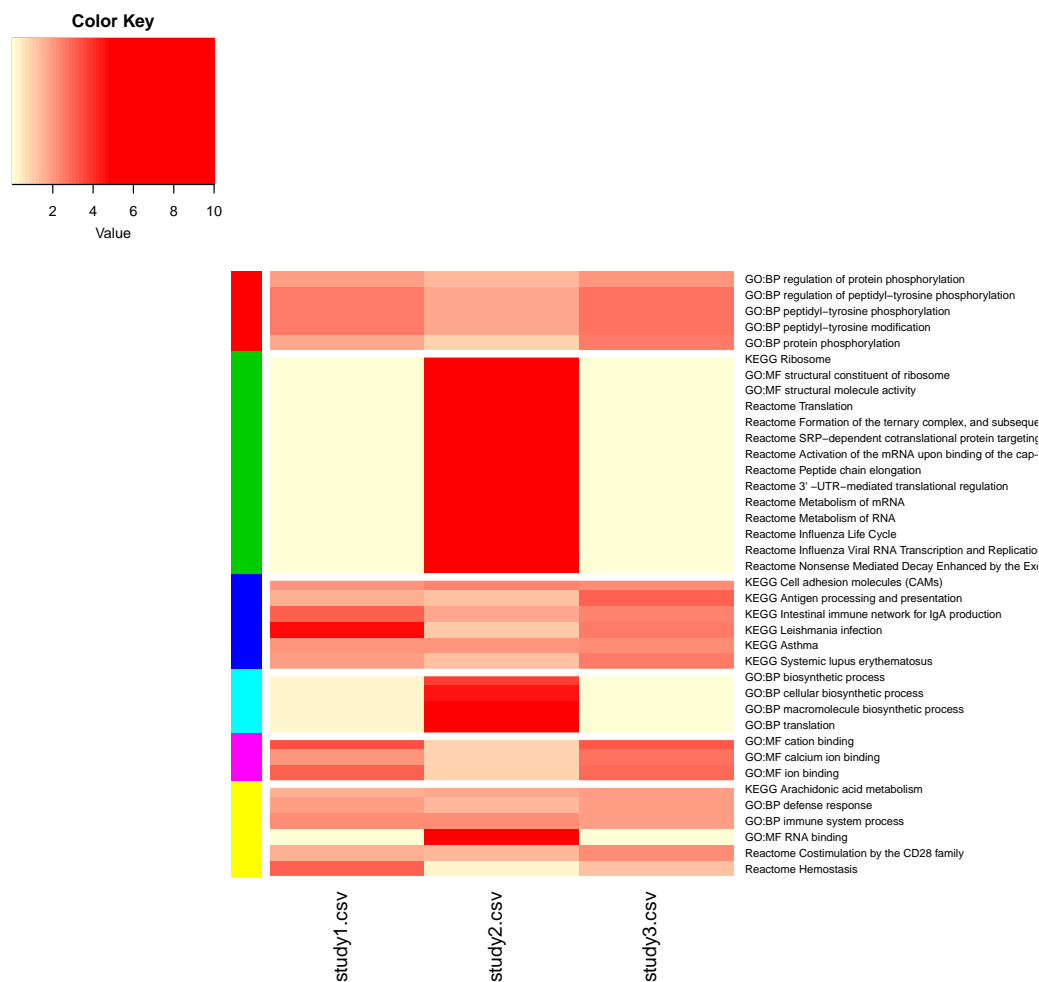 Color Key
2 4 6 8 10
Value
GO:BP regulation of protein phosphorylation
GO:BP regulation of peptidyl−tyrosine phosphorylation
GO:BP peptidyl−tyrosine phosphorylation
GO:BP peptidyl−tyrosine modification
GO:BP protein phosphorylation
KEGG Ribosome
GO:MF structural constituent of ribosome
GO:MF structural molecule activity
Reactome Translation
Reactome Formation of the ternary complex, and subseque
Reactome SRP−dependent cotranslational protein targeting
Reactome Activation of the mRNA upon binding of the cap−
Reactome Peptide chain elongation
Reactome 3' −UTR−mediated translational regulation
Reactome Metabolism of mRNA
Reactome Metabolism of RNA
Reactome Influenza Life Cycle
Reactome Influenza Viral RNA Transcription and Replicatio
Reactome Nonsense Mediated Decay Enhanced by the Exo
KEGG Cell adhesion molecules (CAMs)
KEGG Antigen processing and presentation
KEGG Intestinal immune network for IgA production
KEGG Leishmania infection
KEGG Asthma
KEGG Systemic lupus erythematosus
GO:BP biosynthetic process
GO:BP cellular biosynthetic process
GO:BP macromolecule biosynthetic process
GO:BP translation
GO:MF cation binding
GO:MF calcium ion binding
GO:MF ion binding
KEGG Arachidonic acid metabolism
GO:BP defense response
GO:BP immune system process
GO:MF RNA binding
Reactome Costimulation by the CD28 family
Reactome Hemostasis
study1.csv
study2.csv
study3.csv